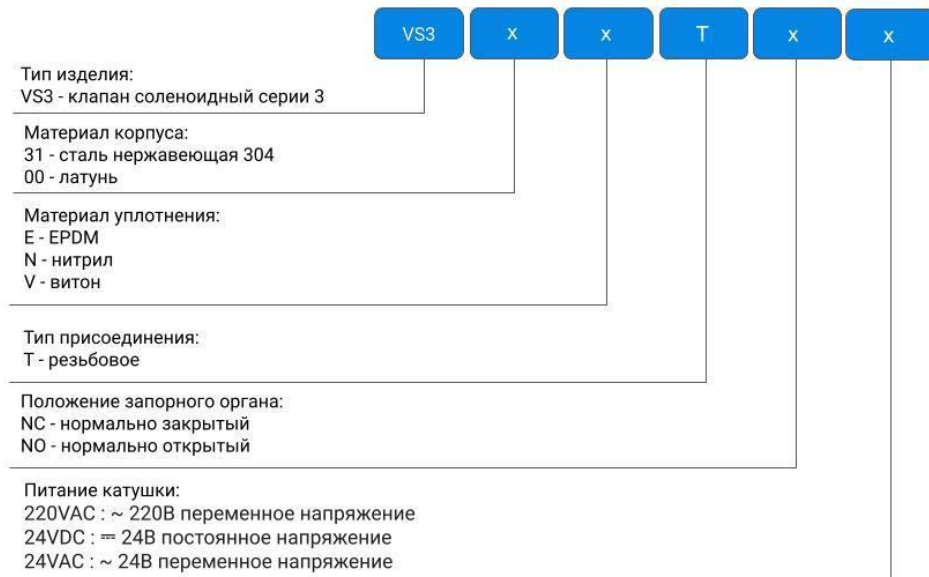 VS3 x x T x x
Тип изделия:
VS3 - клапан соленоидный серии 3
Материал корпуса:
31 - сталь нержавеющая 304
00 - латунь
Материал уплотнения:
E - EPDM
N - нитрил
V - витон
Тип присоединения:
T - резьбовое
Положение запорного органа:
NC - нормально закрытый
NO - нормально открытый
Питание катушки:
220VAC : ~ 220В переменное напряжение
24VDC : ⎓ 24В постоянное напряжение
24VAC : ~ 24В переменное напряжение